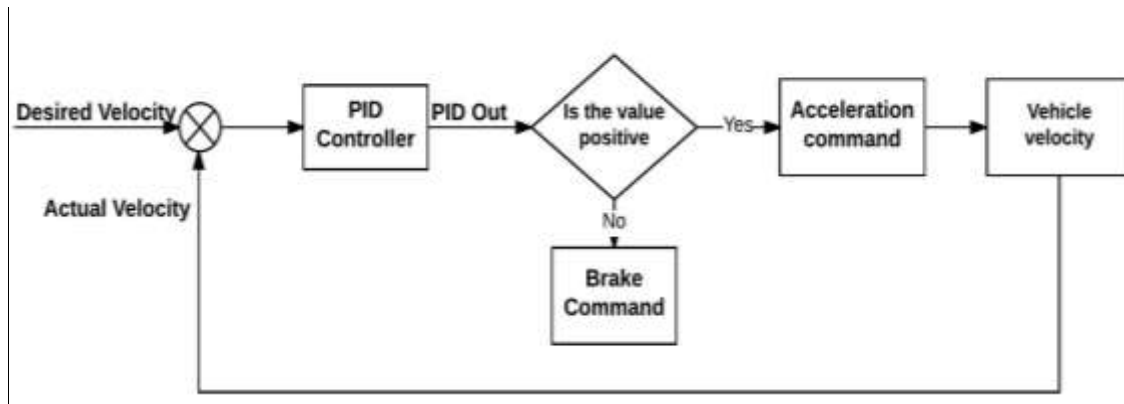 Desired Velocity
PID
Controller
PID Out
Is the value
positive
Yes
Acceleration
command
Vehicle
velocity
Actual Velocity
No
Brake
Command